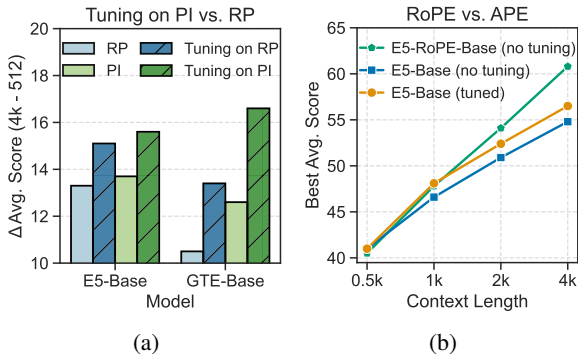 Tuning on PI vs. RP
20
18
16
14
12
10
Δ Avg. Score (4k - 512)
RP
Tuning on RP
PI
Tuning on PI
E5-Base
GTE-Base
Model
(a)
RoPE vs. APE
65
60
55
50
45
40
Best Avg. Score
E5-RoPE-Base (no tuning)
E5-Base (no tuning)
E5-Base (tuned)
0.5k
1k
2k
4k
Context Length
(b)